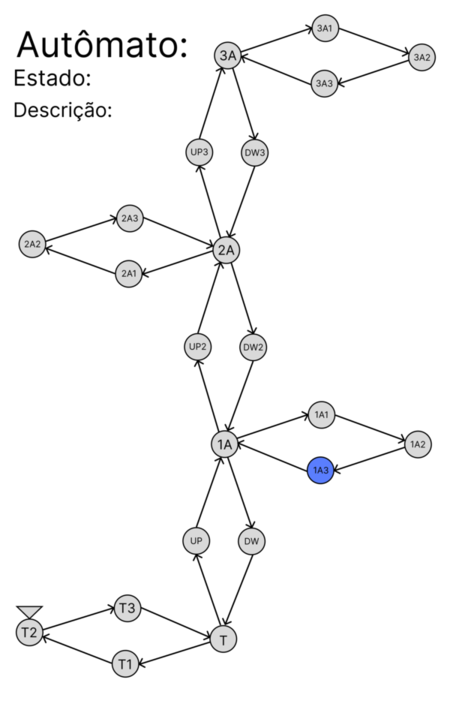 Autômato:
Estado:
Descrição:
3A
3A1
3A2
3A3
UP3
DW3
2A3
2A2
2A1
2A
UP2
DW2
1A1
1A
1A2
1A3
UP
DW
T3
T2
T
T1